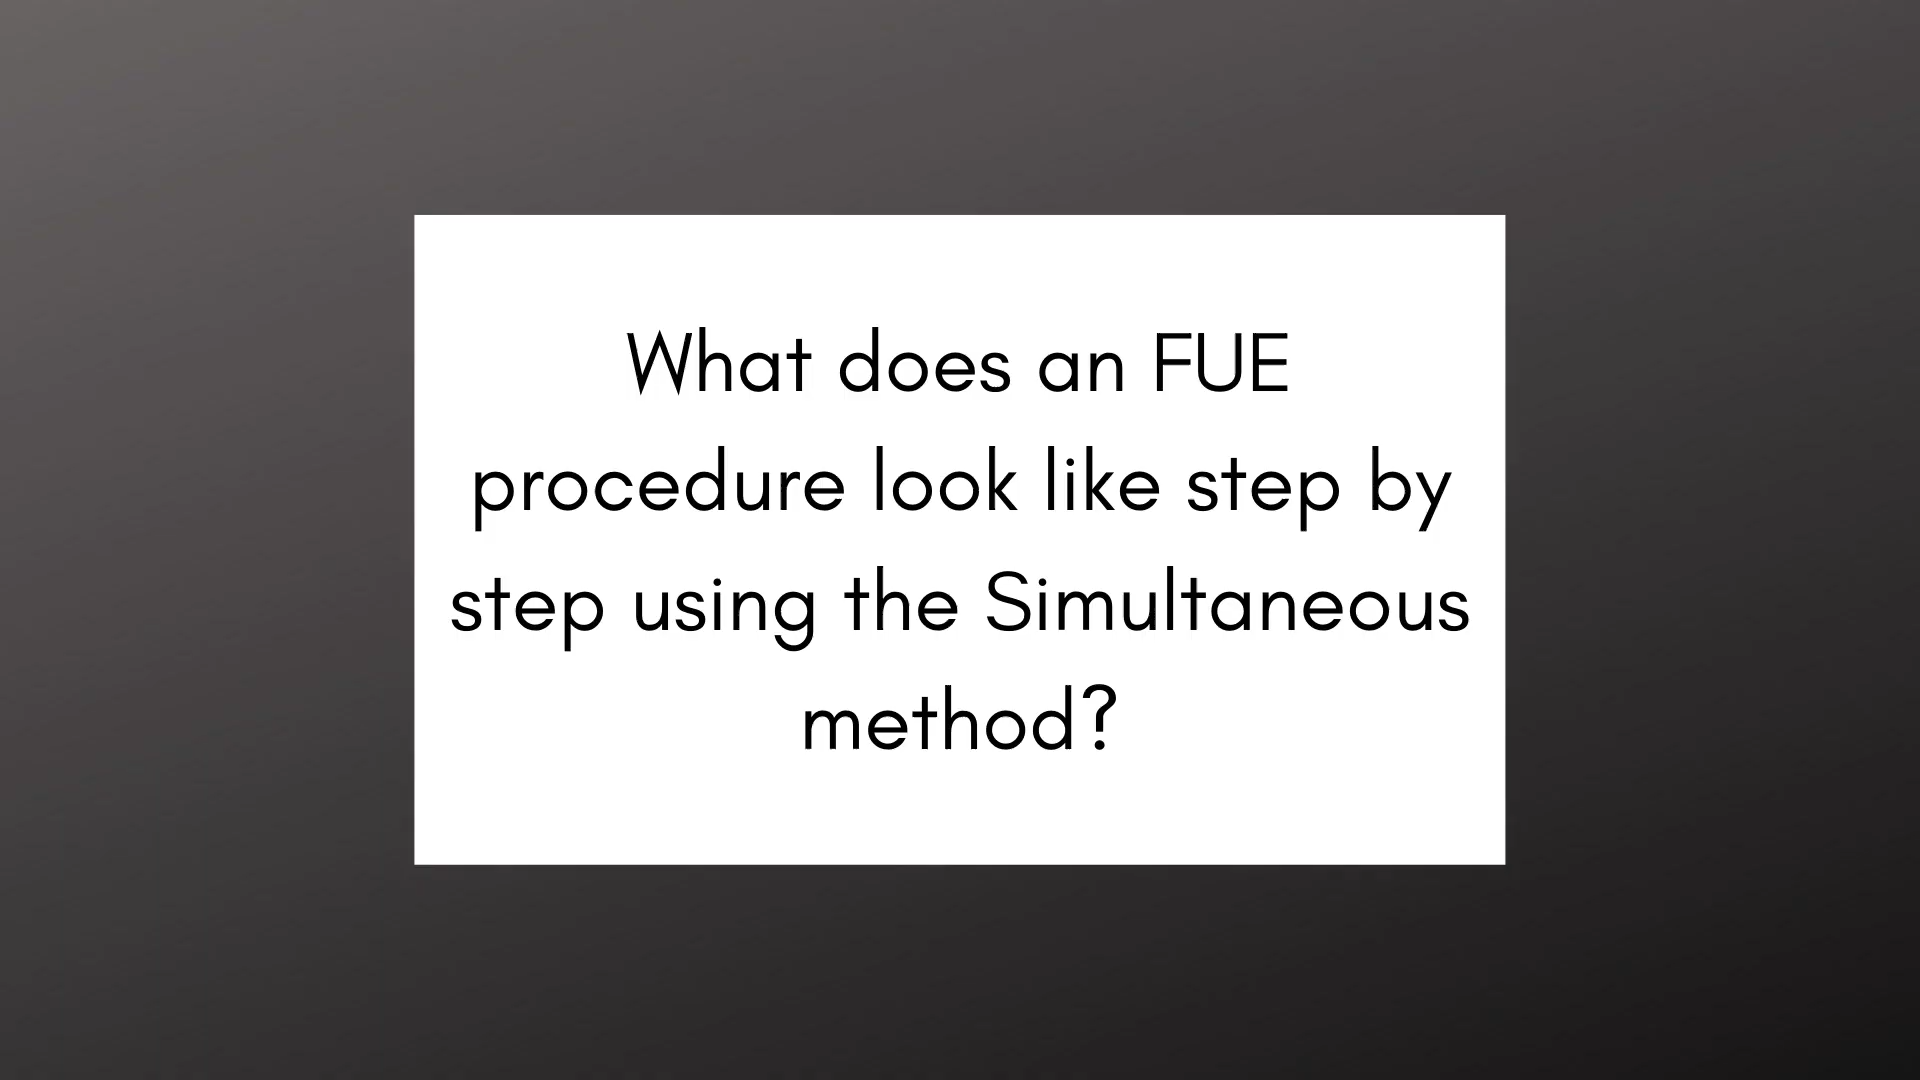 What does an FUE
procedure look like step by
step using the Simultaneous
method?